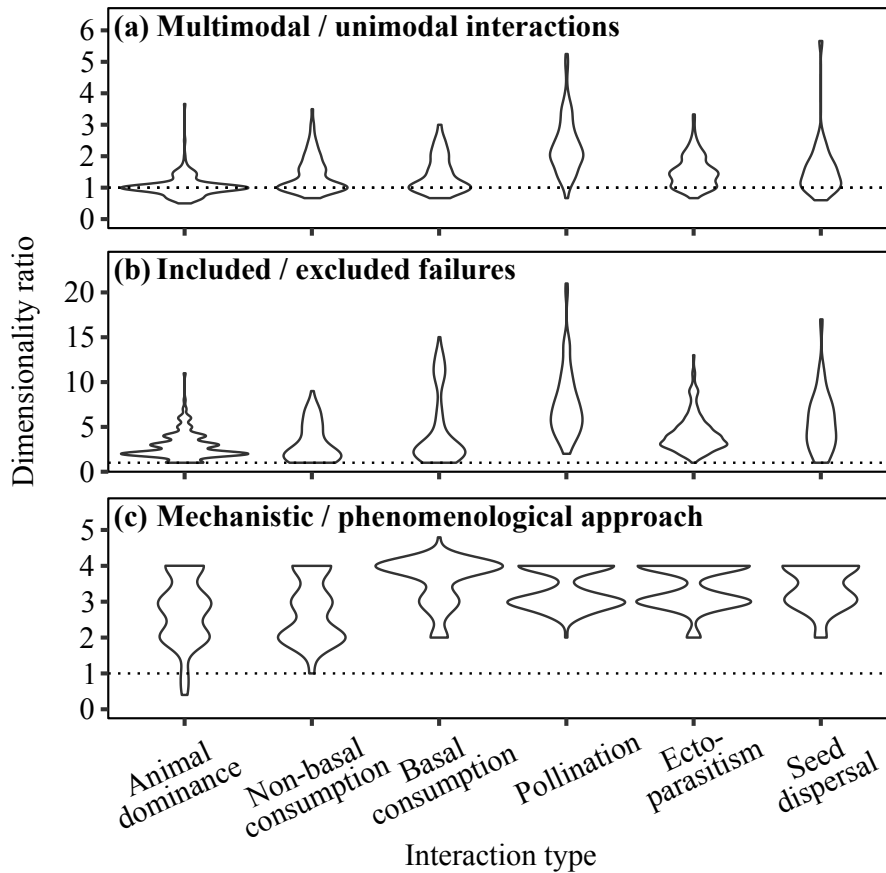 (a) Multimodal / unimodal interactions
6
5
4
3
2
1
0
(b) Included / excluded failures
20
15
10
5
0
(c) Mechanistic / phenomenological approach
5
4
3
2
1
0
Dimensionality ratio
Animal
dominance
Non-basal
consumption
Basal
consumption
Pollination
Ecto-
parasitism
Seed
dispersal
Interaction type